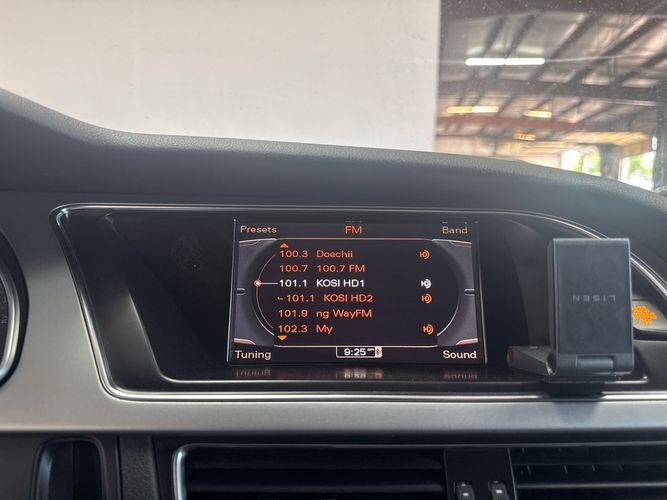 Presets FM Band
100.3 Doechii
100.7 100.7 FM
101.1 KOSI HD1
101.1 KOSI HD2
101.9 ng WayFM
102.3 My
Tuning 9:25 am Sound
LISEN